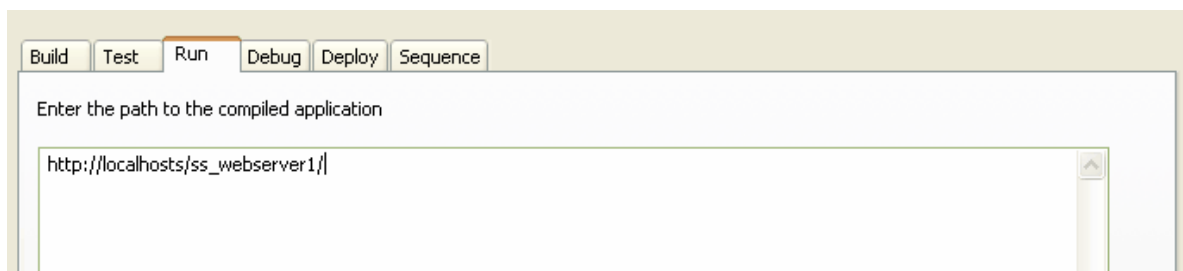 Build Test Run Debug Deploy Sequence
Enter the path to the compiled application
http://localhosts/ss_webserver1/